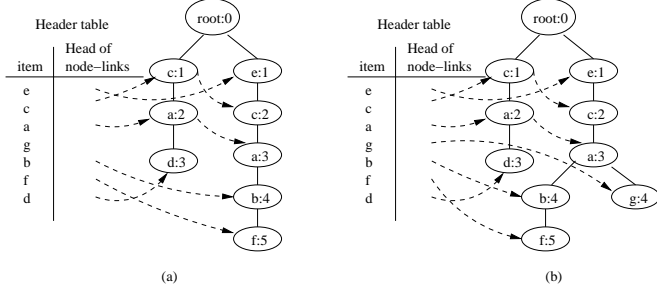 root:0
Header table
Head of
item node-links
c:1 e:1
e
c
a
g
b
f
d
a:2 c:2
d:3 a:3
b:4
f:5
(a)
root:0
Header table
Head of
item node-links
c:1 e:1
e
c
a
g
b
f
d
a:2 c:2
d:3 a:3
b:4 g:4
f:5
(b)